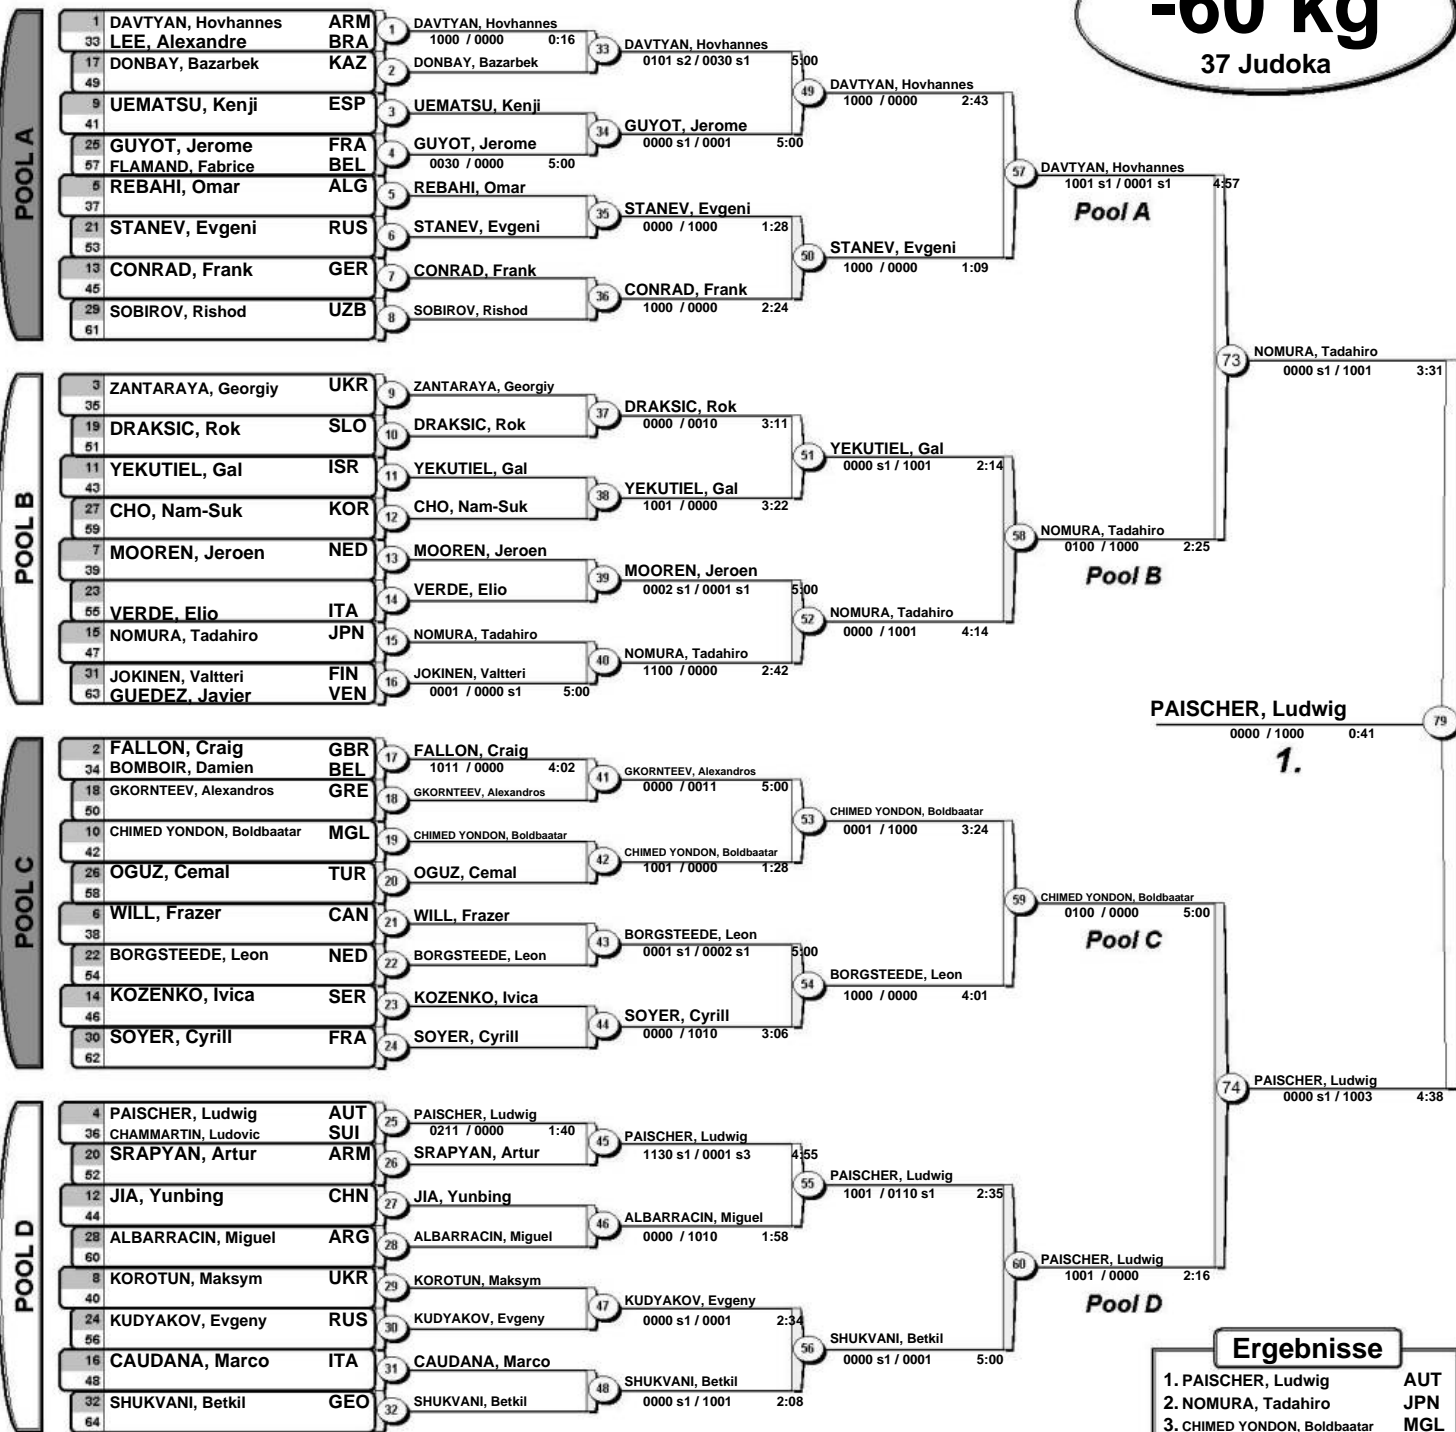 -60 kg
37 Judoka
POOL A
1 DAVTYAN, Hovhannes ARM
33 LEE, Alexandre BRA
17 DONBAY, Bazarbek KAZ
49
9 UEMATSU, Kenji ESP
41
25 GUYOT, Jerome FRA
57 FLAMAND, Fabrice BEL
5 REBAHI, Omar ALG
37
21 STANEV, Evgeni RUS
53
13 CONRAD, Frank GER
45
29 SOBIROV, Rishod UZB
61
1 DAVTYAN, Hovhannes
1000 / 0000 0:16
2 DONBAY, Bazarbek
3 UEMATSU, Kenji
4 GUYOT, Jerome
0030 / 0000 5:00
5 REBAHI, Omar
6 STANEV, Evgeni
7 CONRAD, Frank
8 SOBIROV, Rishod
33 DAVTYAN, Hovhannes
0101 s2 / 0030 s1 5:00
34 GUYOT, Jerome
0000 s1 / 0001 5:00
35 STANEV, Evgeni
0000 / 1000 1:28
36 CONRAD, Frank
1000 / 0000 2:24
49 DAVTYAN, Hovhannes
1000 / 0000 2:43
50 STANEV, Evgeni
1000 / 0000 1:09
57 DAVTYAN, Hovhannes
1001 s1 / 0001 s1 4:57
Pool A
POOL B
3 ZANTARAYA, Georgiy UKR
35
19 DRAKSIC, Rok SLO
51
11 YEKUTIEL, Gal ISR
43
27 CHO, Nam-Suk KOR
59
7 MOOREN, Jeroen NED
39
23
55 VERDE, Elio ITA
15 NOMURA, Tadahiro JPN
47
31 JOKINEN, Valtteri FIN
63 GUEDEZ, Javier VEN
9 ZANTARAYA, Georgiy
10 DRAKSIC, Rok
11 YEKUTIEL, Gal
12 CHO, Nam-Suk
13 MOOREN, Jeroen
14 VERDE, Elio
15 NOMURA, Tadahiro
16 JOKINEN, Valtteri
0001 / 0000 s1 5:00
37 DRAKSIC, Rok
0000 / 0010 3:11
38 YEKUTIEL, Gal
1001 / 0000 3:22
39 MOOREN, Jeroen
0002 s1 / 0001 s1 5:00
40 NOMURA, Tadahiro
1100 / 0000 2:42
51 YEKUTIEL, Gal
0000 s1 / 1001 2:14
52 NOMURA, Tadahiro
0000 / 1001 4:14
58 NOMURA, Tadahiro
0100 / 1000 2:25
Pool B
73 NOMURA, Tadahiro
0000 s1 / 1001 3:31
PAISCHER, Ludwig 79
0000 / 1000 0:41
1.
POOL C
2 FALLON, Craig GBR
34 BOMBOIR, Damien BEL
18 GKORNTEEV, Alexandros GRE
50
10 CHIMED YONDON, Boldbaatar MGL
42
26 OGUZ, Cemal TUR
58
6 WILL, Frazer CAN
38
22 BORGSTEEDE, Leon NED
54
14 KOZENKO, Ivica SER
46
30 SOYER, Cyrill FRA
62
17 FALLON, Craig
1011 / 0000 4:02
18 GKORNTEEV, Alexandros
19 CHIMED YONDON, Boldbaatar
20 OGUZ, Cemal
21 WILL, Frazer
22 BORGSTEEDE, Leon
23 KOZENKO, Ivica
24 SOYER, Cyrill
41 GKORNTEEV, Alexandros
0000 / 0011 5:00
42 CHIMED YONDON, Boldbaatar
1001 / 0000 1:28
43 BORGSTEEDE, Leon
0001 s1 / 0002 s1 5:00
44 SOYER, Cyrill
0000 / 1010 3:06
53 CHIMED YONDON, Boldbaatar
0001 / 1000 3:24
54 BORGSTEEDE, Leon
1000 / 0000 4:01
59 CHIMED YONDON, Boldbaatar
0100 / 0000 5:00
Pool C
POOL D
4 PAISCHER, Ludwig AUT
36 CHAMMARTIN, Ludovic SUI
20 SRAPYAN, Artur ARM
52
12 JIA, Yunbing CHN
44
28 ALBARRACIN, Miguel ARG
60
8 KOROTUN, Maksym UKR
40
24 KUDYAKOV, Evgeny RUS
56
16 CAUDANA, Marco ITA
48
32 SHUKVANI, Betkil GEO
64
25 PAISCHER, Ludwig
0211 / 0000 1:40
26 SRAPYAN, Artur
27 JIA, Yunbing
28 ALBARRACIN, Miguel
29 KOROTUN, Maksym
30 KUDYAKOV, Evgeny
31 CAUDANA, Marco
32 SHUKVANI, Betkil
45 PAISCHER, Ludwig
1130 s1 / 0001 s3 4:55
46 ALBARRACIN, Miguel
0000 / 1010 1:58
47 KUDYAKOV, Evgeny
0000 s1 / 0001 2:34
48 SHUKVANI, Betkil
0000 s1 / 1001 2:08
55 PAISCHER, Ludwig
1001 / 0110 s1 2:35
56 SHUKVANI, Betkil
0000 s1 / 0001 5:00
60 PAISCHER, Ludwig
1001 / 0000 2:16
Pool D
74 PAISCHER, Ludwig
0000 s1 / 1003 4:38
Ergebnisse
1. PAISCHER, Ludwig AUT
2. NOMURA, Tadahiro JPN
3. CHIMED YONDON, Boldbaatar MGL